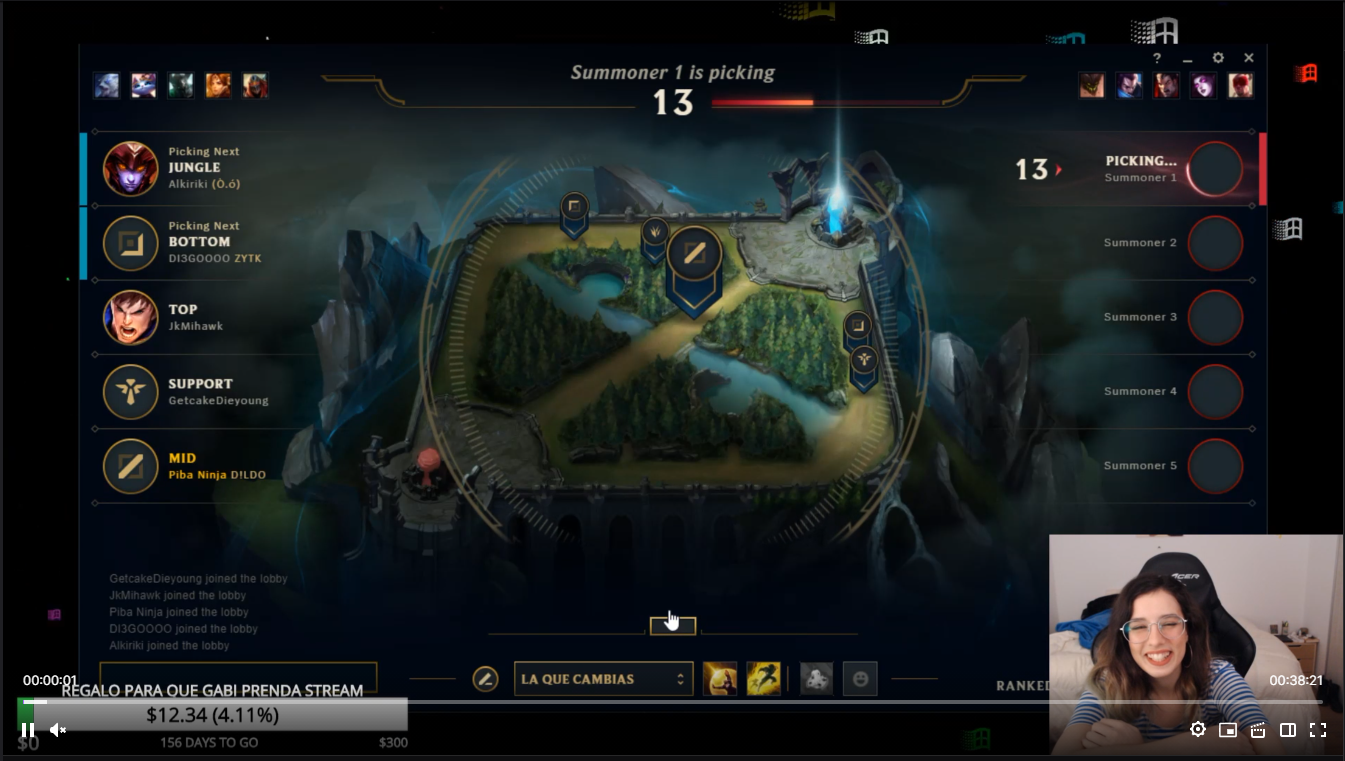 Summoner 1 is picking
13
Picking Next
JUNGLE
Alkiriki (Ò.ó)
Picking Next
BOTTOM
DI3GOOOO ZYTK
TOP
JkMihawk
SUPPORT
GetcakeDieyoung
MID
Piba Ninja D!LDO
?
13
PICKING...
Summoner 1
Summoner 2
Summoner 3
Summoner 4
Summoner 5
GetcakeDieyoung joined the lobby
JkMihawk joined the lobby
Piba Ninja joined the lobby
DI3GOOOO joined the lobby
Alkiriki joined the lobby
LA QUE CAMBIAS
RANKED
ACER
00:00:01
00:38:21
REGALO PARA QUE GABI PRENDA STREAM
$12.34 (4.11%)
$0
156 DAYS TO GO
$300